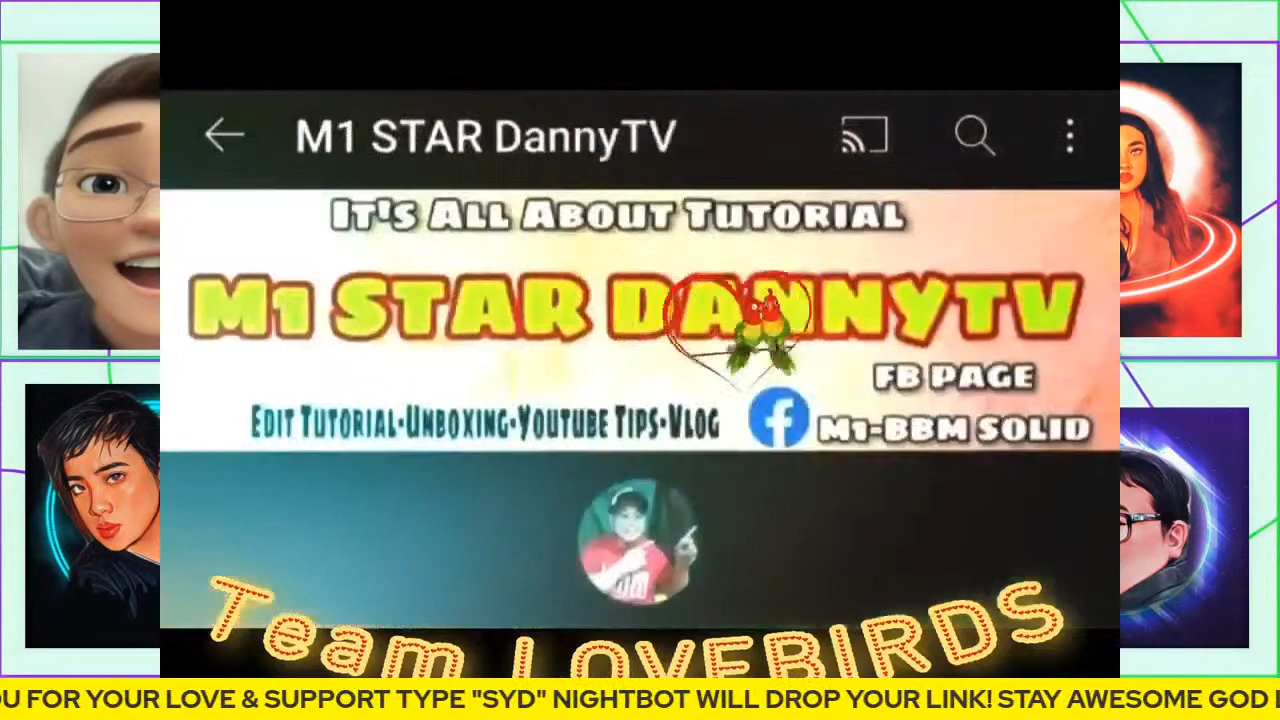 M1 STAR DannyTV
It's All About Tutorial
M1 STAR DANNYTV
FB PAGE
Edit Tutorial•Unboxing•Youtube Tips•Vlog
M1-BBM SOLID
Team LOVEBIRDS
FOR YOUR LOVE & SUPPORT TYPE "SYD" NIGHTBOT WILL DROP YOUR LINK! STAY AWESOME GOD